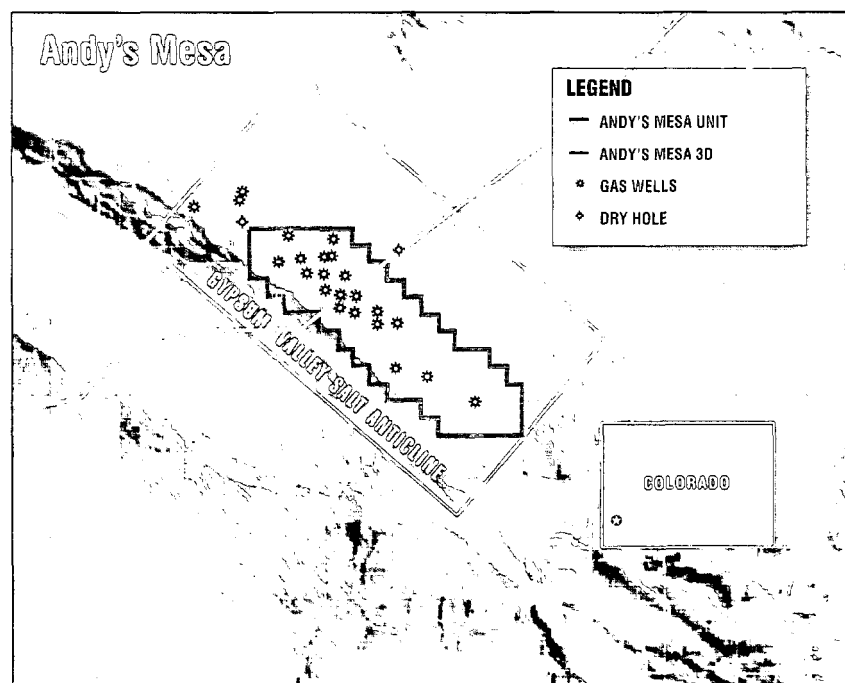 Andy's Mesa
LEGEND
ANDY'S MESA UNIT
ANDY'S MESA 3D
GAS WELLS
DRY HOLE
GYPSUM VALLEY SALT ANTICLINE
COLORADO